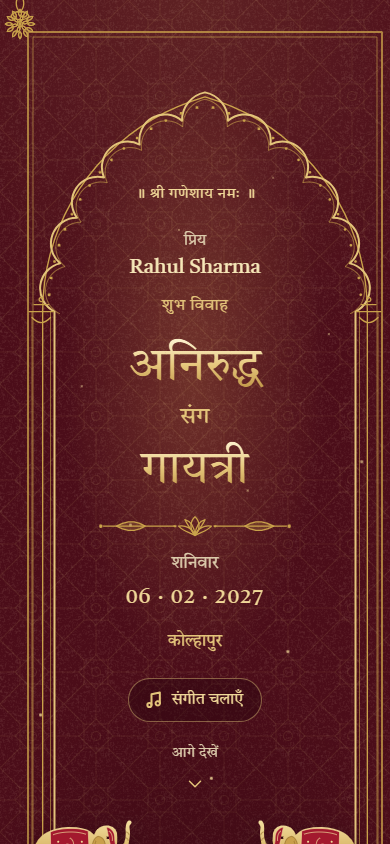 ॥ श्री गणेशाय नमः ॥
प्रिय
Rahul Sharma
शुभ विवाह
अनिरुद्ध
संग
गायत्री
शनिवार
06 · 02 · 2027
कोल्हापुर
संगीत चलाएँ
आगे देखें